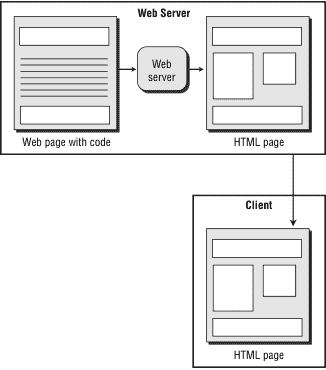 Web Server
Web
server
Web page with code
HTML page
Client
HTML page